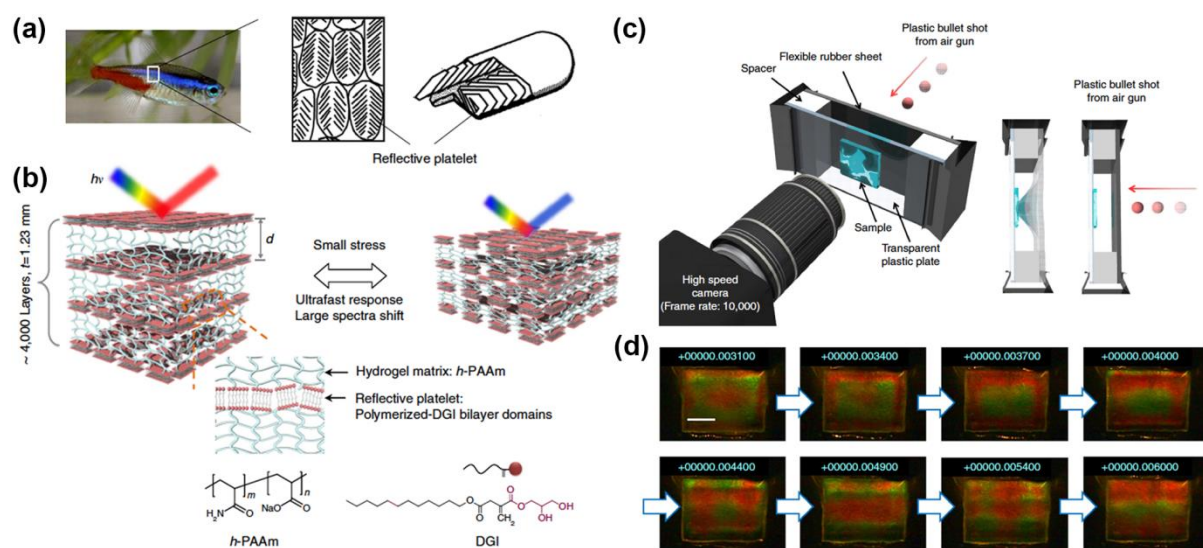 (a)
Reflective platelet
(b)
hν
~ 4,000 Layers, t=1.23 mm
d
Small stress
Ultrafast response
Large spectra shift
Hydrogel matrix: h-PAAm
Reflective platelet:
Polymerized-DGI bilayer domains
m
n
H₂N
O
NaO
O
h-PAAm
O
O
O
O
CH₂
OH
OH
DGI
(c)
Plastic bullet shot
from air gun
Flexible rubber sheet
Spacer
Sample
Transparent
plastic plate
High speed
camera
(Frame rate: 10,000)
Plastic bullet shot
from air gun
(d)
+00000.003100
+00000.003400
+00000.003700
+00000.004000
+00000.004400
+00000.004900
+00000.005400
+00000.006000